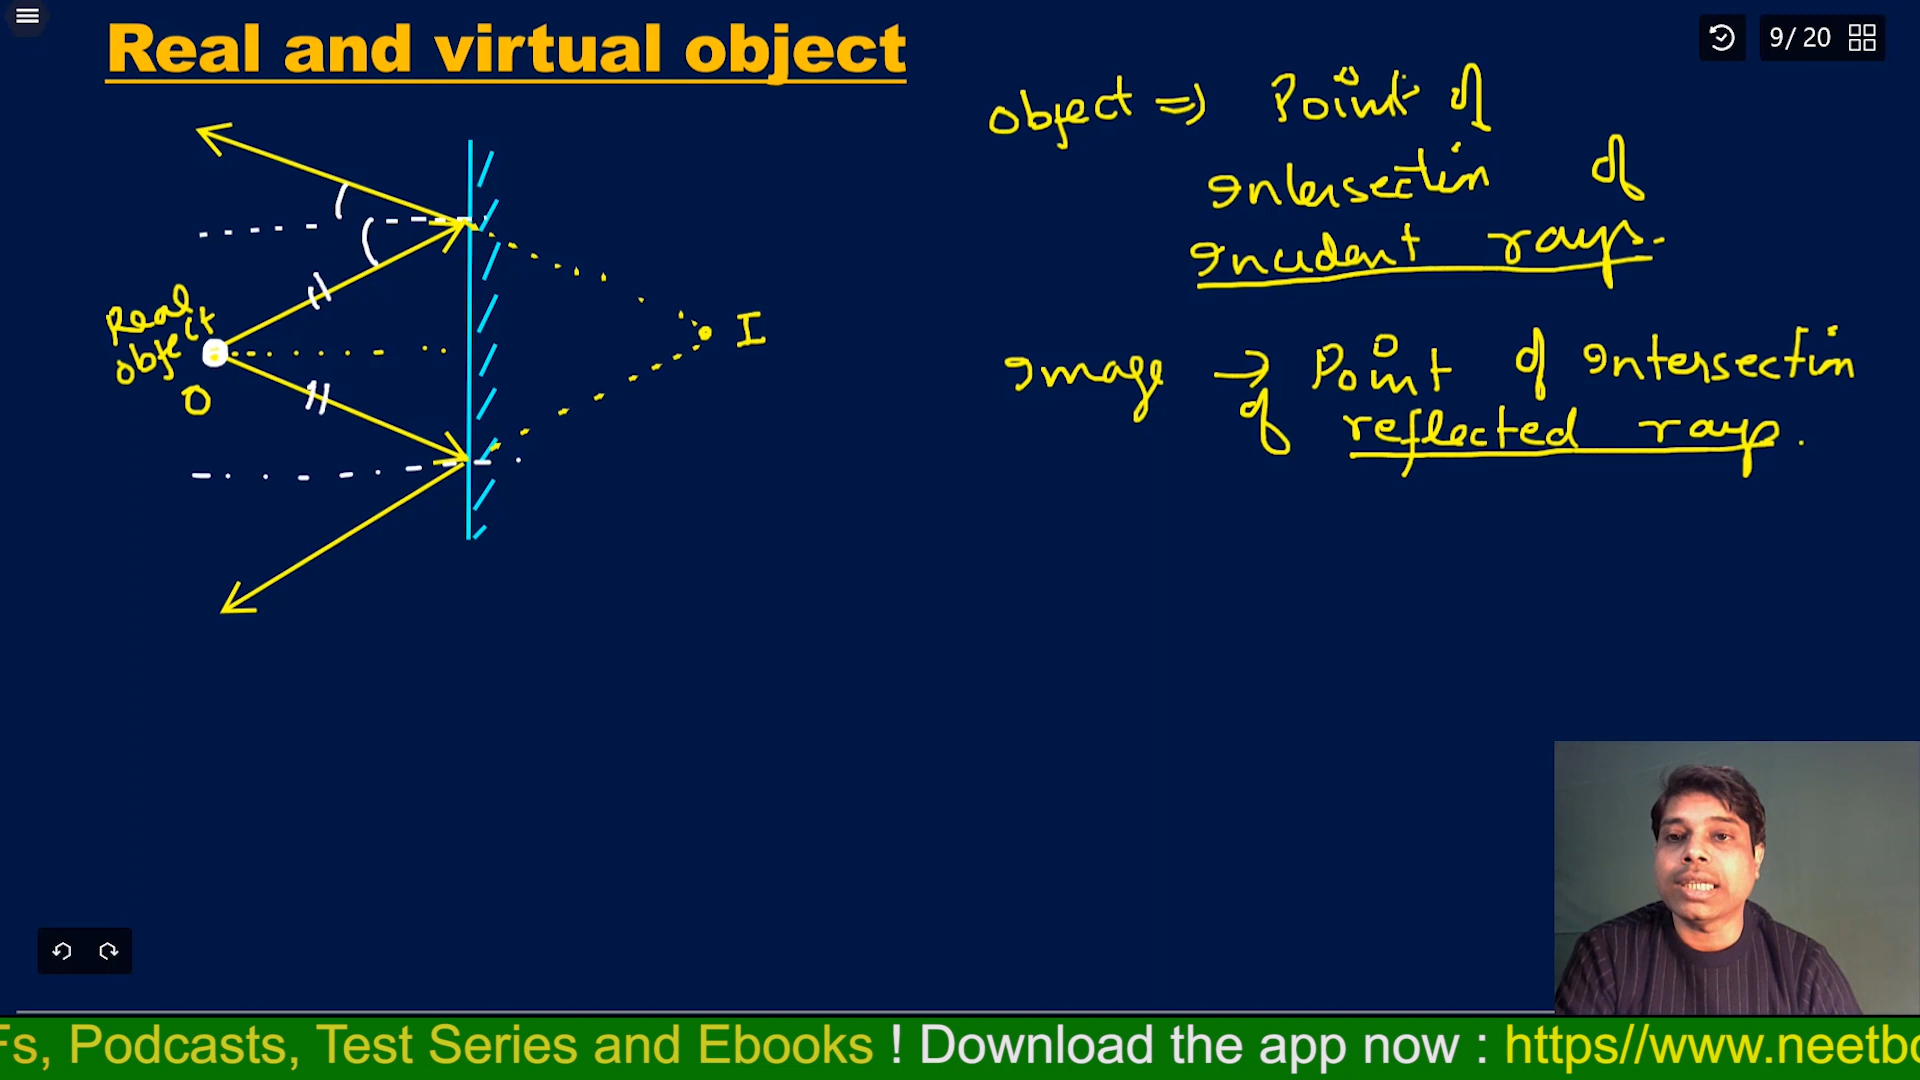 Real and virtual object
9/ 20
object => Point of
Intersection of
Incident rays.
Real
object
O
I
Image → Point of Intersection
of reflected rays.
Fs, Podcasts, Test Series and Ebooks ! Download the app now : https//www.neetbo